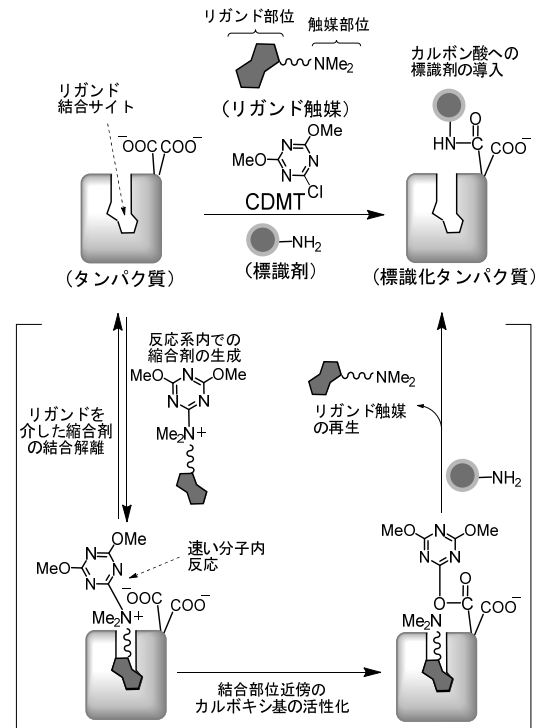 リガンド部位
触媒部位
NMe2
(リガンド触媒)
リガンド
結合サイト
⁻OOC COO⁻
(タンパク質)
OMe
MeO
N
N
N
Cl
CDMT
NH2
(標識剤)
カルボン酸への
標識剤の導入
O
HN
C
COO⁻
(標識化タンパク質)
反応系内での
縮合剤の生成
MeO
OMe
N
N
N
Me2N+
リガンドを
介した縮合剤
の結合解離
NMe2
リガンド触媒
の再生
NH2
OMe
MeO
N
N
N
速い分子内
反応
⁻OOC
COO⁻
Me2N+
結合部位近傍の
カルボキシ基の活性化
MeO
OMe
N
N
N
O
O
C
COO⁻
Me2N